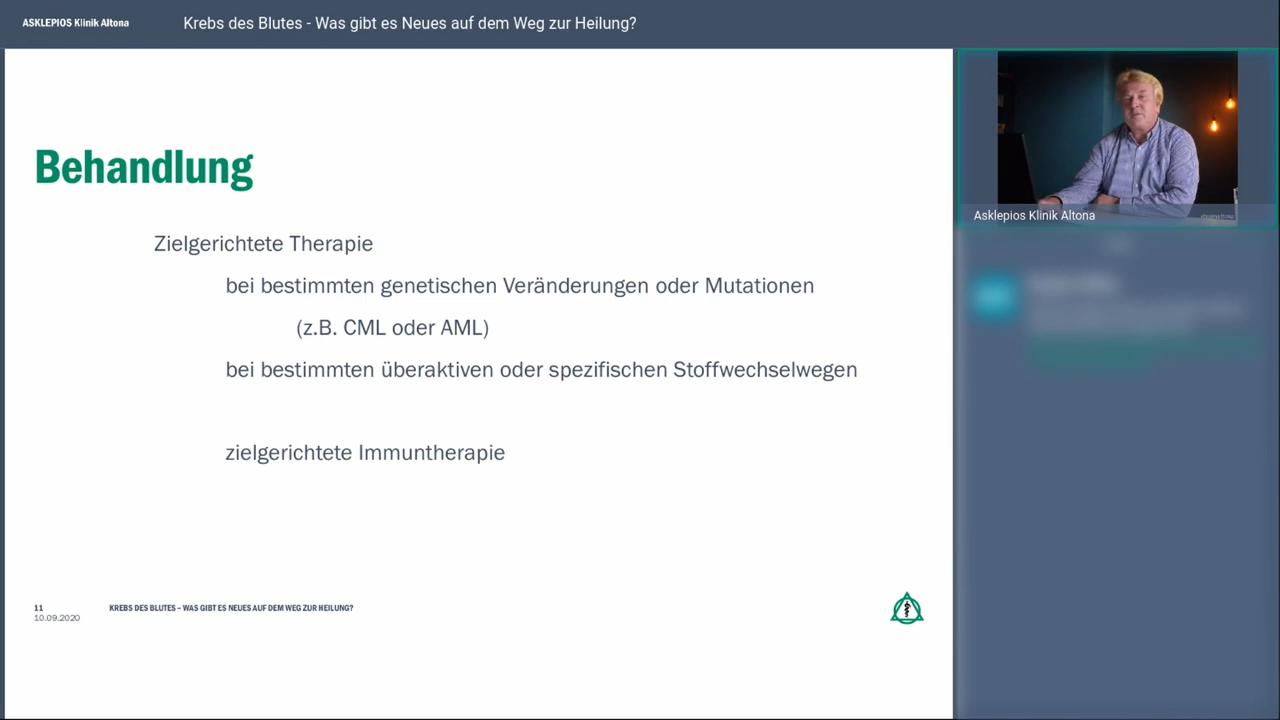 ASKLEPIOS Klinik Altona
Krebs des Blutes - Was gibt es Neues auf dem Weg zur Heilung?
Behandlung
Zielgerichtete Therapie
bei bestimmten genetischen Veränderungen oder Mutationen
(z.B. CML oder AML)
bei bestimmten überaktiven oder spezifischen Stoffwechselwegen
zielgerichtete Immuntherapie
11
10.09.2020
KREBS DES BLUTES – WAS GIBT ES NEUES AUF DEM WEG ZUR HEILUNG?
Asklepios Klinik Altona